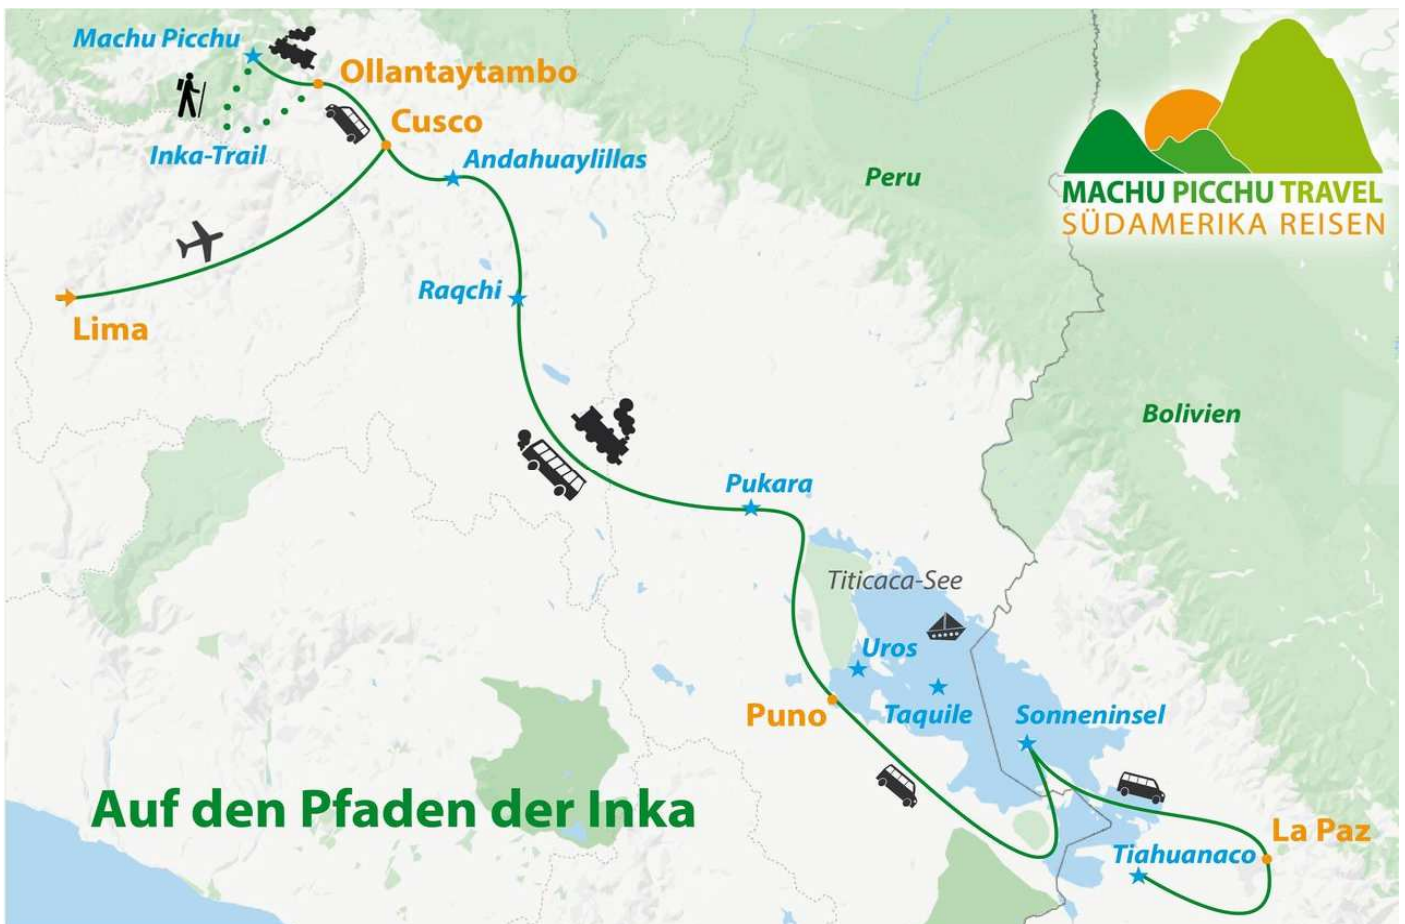 Machu Picchu
Ollantaytambo
Cusco
Inka-Trail
Andahuaylillas
Peru
MACHU PICCHU TRAVEL
SÜDAMERIKA REISEN
Raqchi
Lima
Bolivien
Pukara
Titicaca-See
Uros
Puno
Taquile
Sonneninsel
Auf den Pfaden der Inka
La Paz
Tiahuanaco